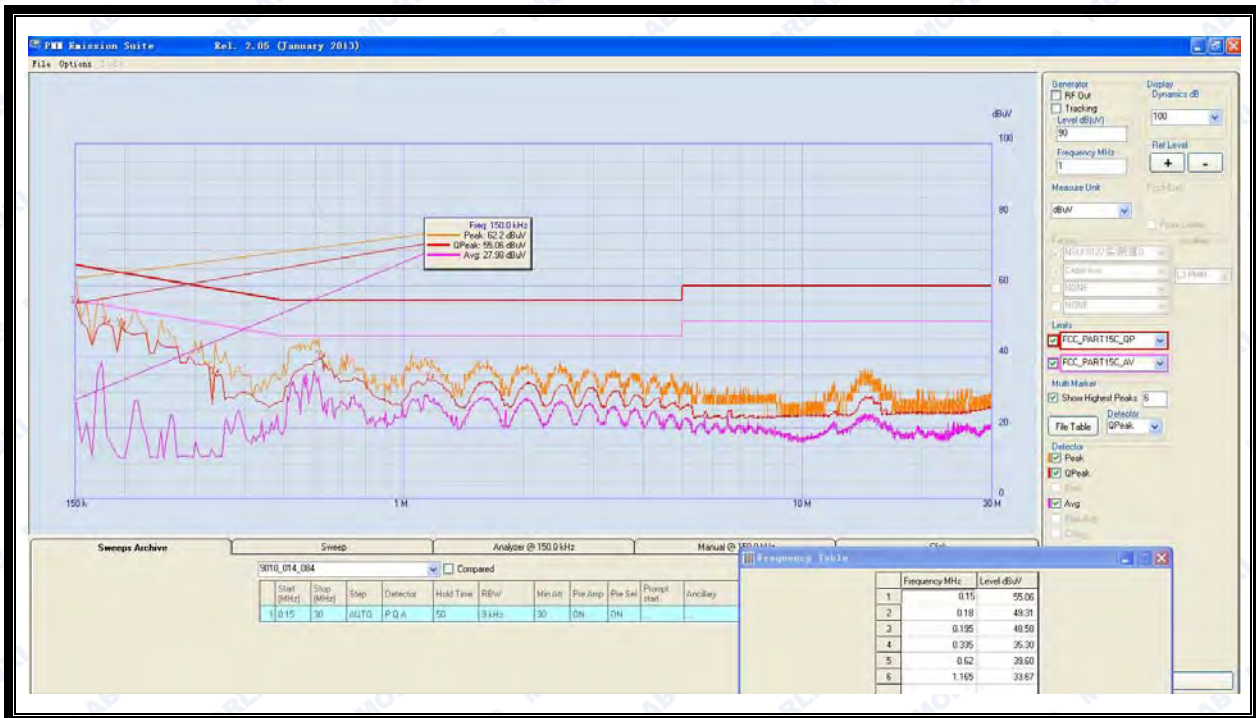 PMM Emission Suite Rel. 2.05 (January 2013)
File Options
dBuV
100
80
60
40
20
0
150 k 1 M 10 M 30 M
Freq: 150.0 kHz
Peak: 62.2 dBuV
QPeak: 55.06 dBuV
Avg: 27.98 dBuV
Generator
RF Out
Tracking
Level dB(uV)
90
Frequency MHz
1
Display
Dynamics dB
100
Ref Level
+ -
Measure Unit
dBuV
NONE
NONE
Limits
FCC_PART15C_QP
FCC_PART15C_AV
Multi Marker
Show Highest Peaks 6
File Table
Detector
QPeak
Detector
Peak
QPeak
Avg
Sweeps Archive Sweep Analyzer @ 150.0 kHz Manual @ 150.0 kHz Click
9010_014_084 Compared
Start (MHz) Stop (MHz) Step Detector Hold Time RBW Min Att Pre Amp Pre Sel Prompt start Ancillary
1 0.15 30 AUTO P Q A 50 9 kHz 30 ON ON ... ...
Frequency Table
Frequency MHz Level dBuV
1 0.15 55.06
2 0.18 49.31
3 0.195
4 0.335 35.30
5 0.62 39.60
6 1.165 33.67